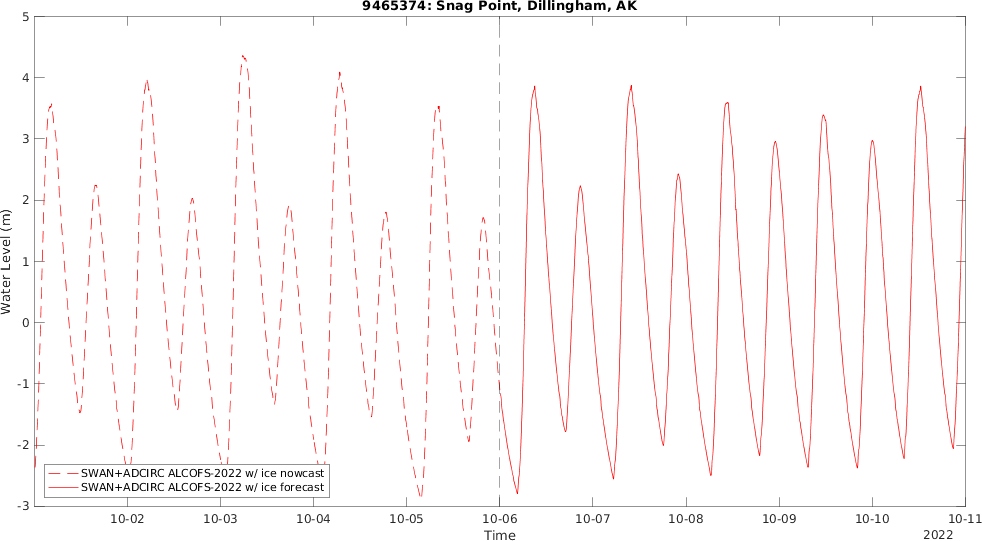 9465374: Snag Point, Dillingham, AK
5
4
3
2
1
0
-1
-2
-3
Water Level (m)
SWAN+ADCIRC ALCOFS-2022 w/ ice nowcast
SWAN+ADCIRC ALCOFS-2022 w/ ice forecast
10-02 10-03 10-04 10-05 10-06 10-07 10-08 10-09 10-10 10-11
Time
2022